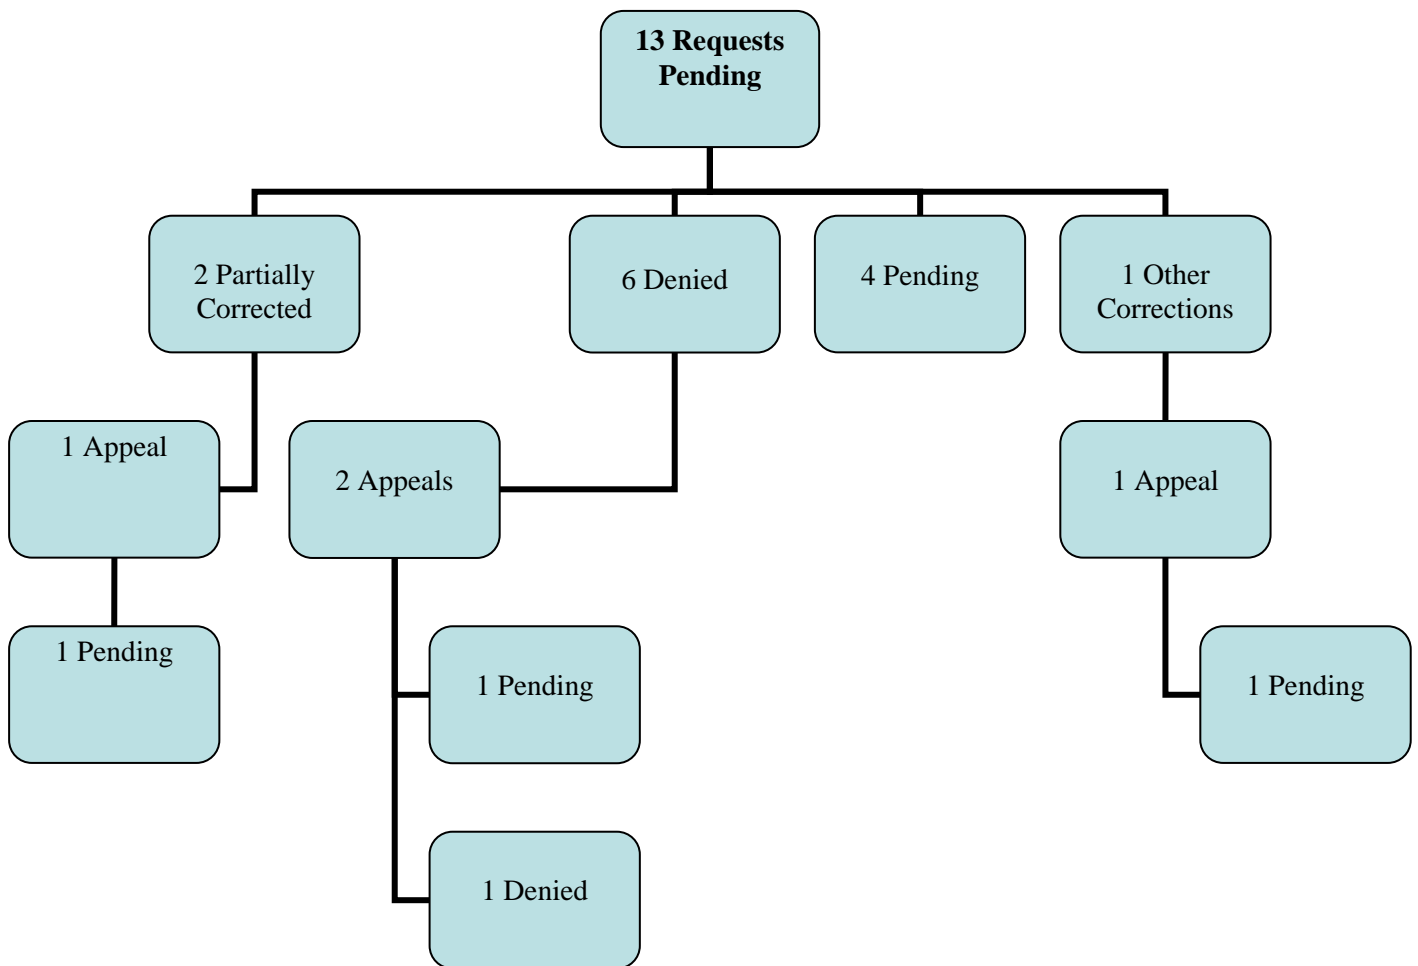 13 Requests
Pending
2 Partially
Corrected
6 Denied
4 Pending
1 Other
Corrections
1 Appeal
2 Appeals
1 Appeal
1 Pending
1 Pending
1 Pending
1 Denied